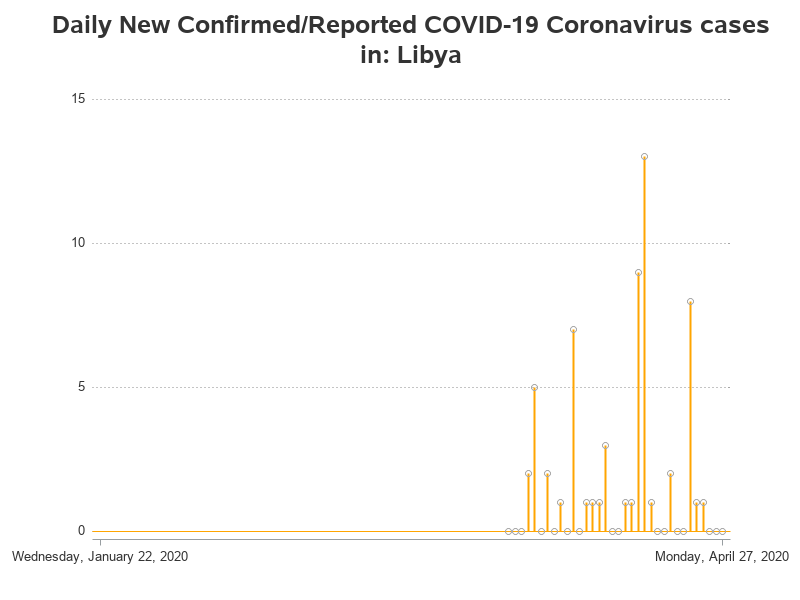 Daily New Confirmed/Reported COVID-19 Coronavirus cases
in: Libya
15
10
5
0
Wednesday, January 22, 2020
Monday, April 27, 2020